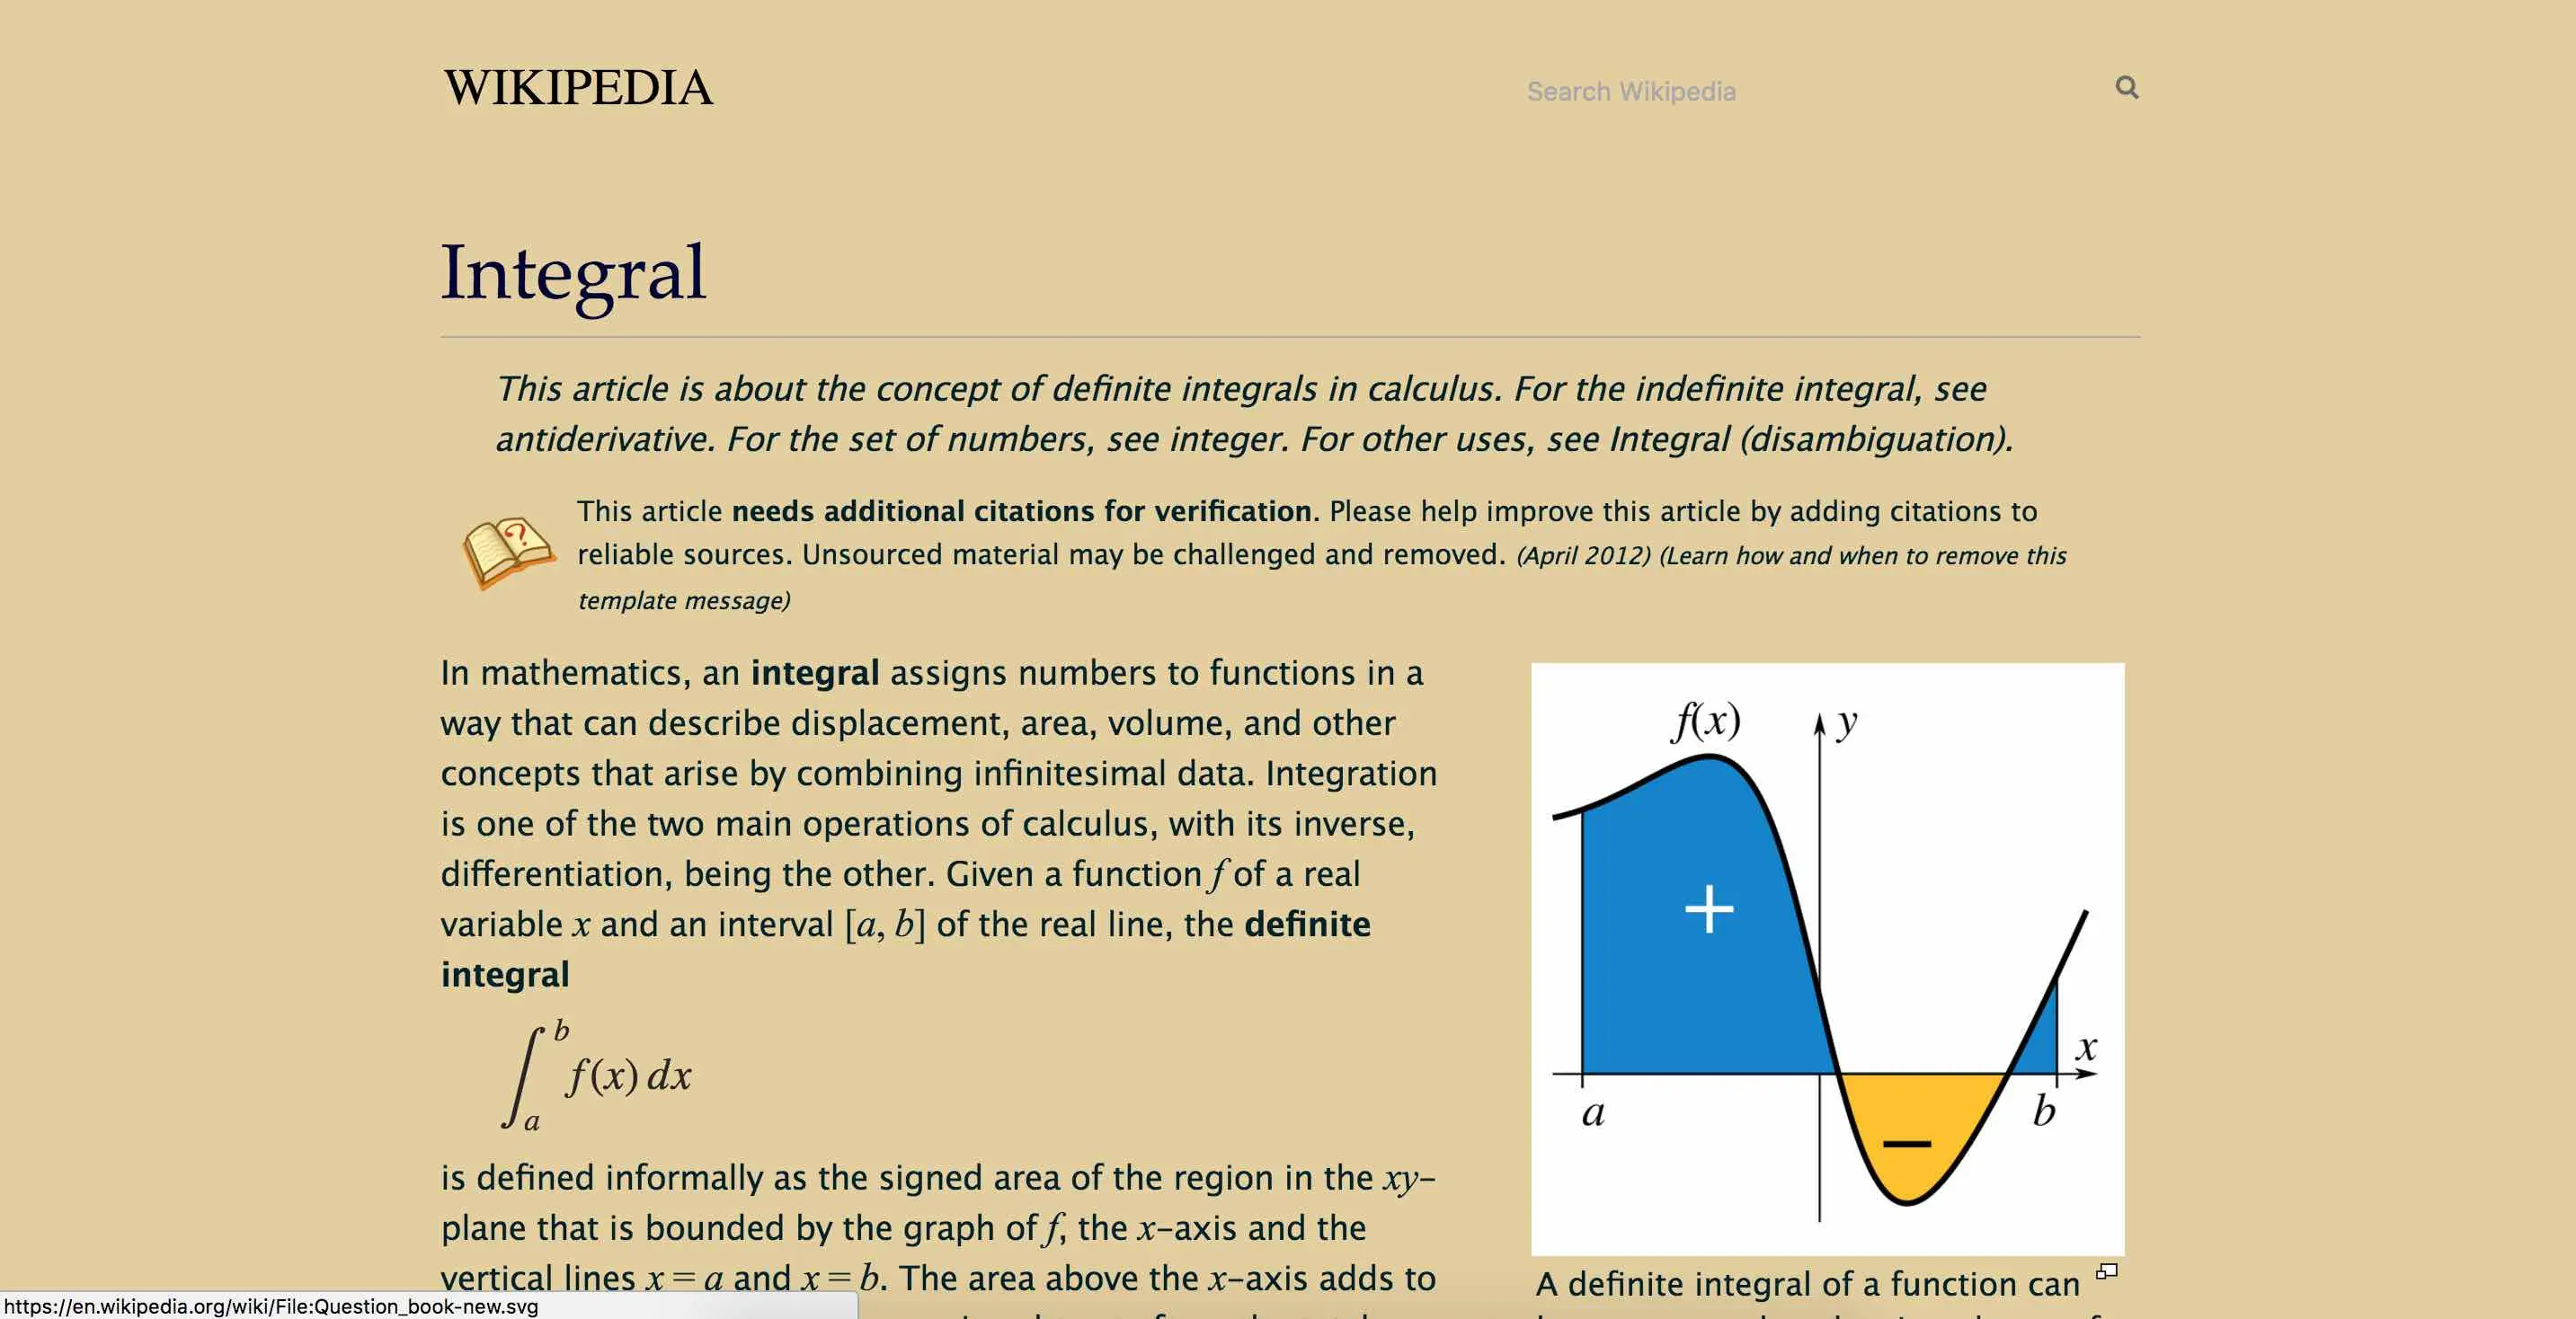 WIKIPEDIA
Search Wikipedia
Integral
This article is about the concept of definite integrals in calculus. For the indefinite integral, see
antiderivative. For the set of numbers, see integer. For other uses, see Integral (disambiguation).
This article needs additional citations for verification. Please help improve this article by adding citations to
reliable sources. Unsourced material may be challenged and removed. (April 2012) (Learn how and when to remove this
template message)
In mathematics, an integral assigns numbers to functions in a
way that can describe displacement, area, volume, and other
concepts that arise by combining infinitesimal data. Integration
is one of the two main operations of calculus, with its inverse,
differentiation, being the other. Given a function f of a real
variable x and an interval [a, b] of the real line, the definite
integral
∫_a^b f(x) dx
is defined informally as the signed area of the region in the xy-
plane that is bounded by the graph of f, the x-axis and the
vertical lines x = a and x = b. The area above the x-axis adds to
f(x)
y
+
x
a
b
−
A definite integral of a function can
https://en.wikipedia.org/wiki/File:Question_book-new.svg